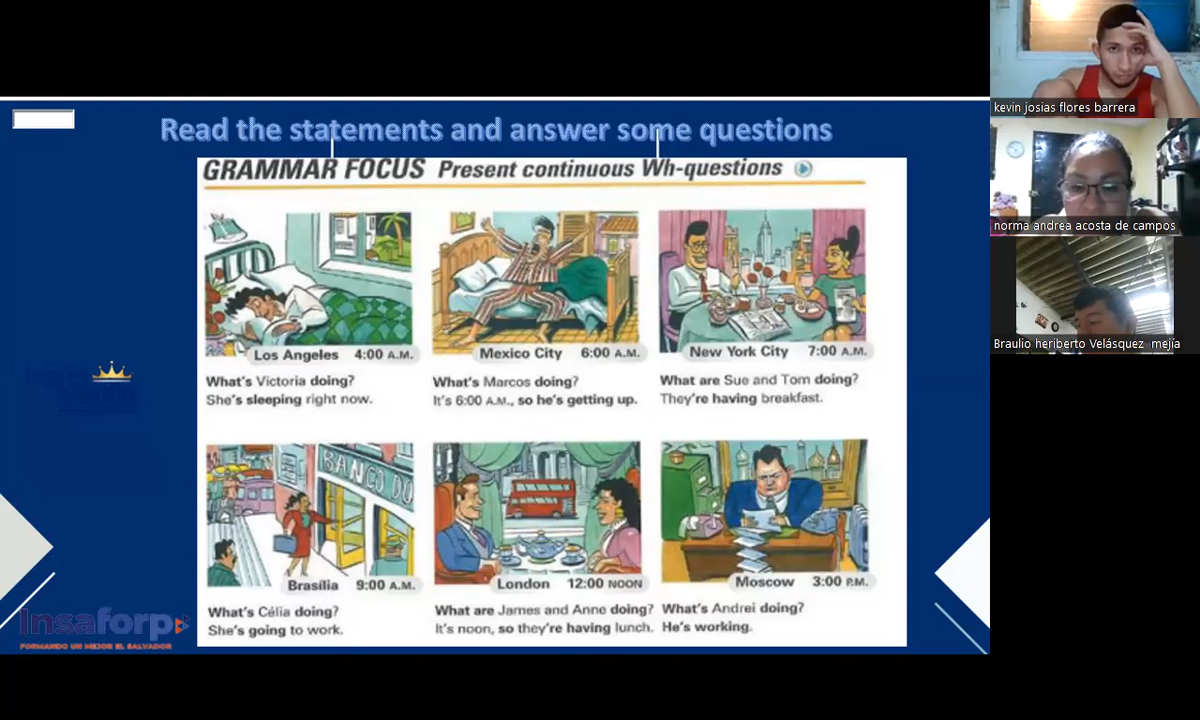 Read the statements and answer some questions
GRAMMAR FOCUS Present continuous Wh-questions
Los Angeles 4:00 A.M.
What's Victoria doing?
She's sleeping right now.
Mexico City 6:00 A.M.
What's Marcos doing?
It's 6:00 A.M., so he's getting up.
New York City 7:00 A.M.
What are Sue and Tom doing?
They're having breakfast.
BANCO DO
Brasília 9:00 A.M.
What's Célia doing?
She's going to work.
London 12:00 NOON
What are James and Anne doing?
It's noon, so they're having lunch.
Moscow 3:00 P.M.
What's Andrei doing?
He's working.
Insaforp
FORMANDO UN MEJOR EL SALVADOR
kevin josias flores barrera
norma andrea acosta de campos
Braulio heriberto Velásquez mejía